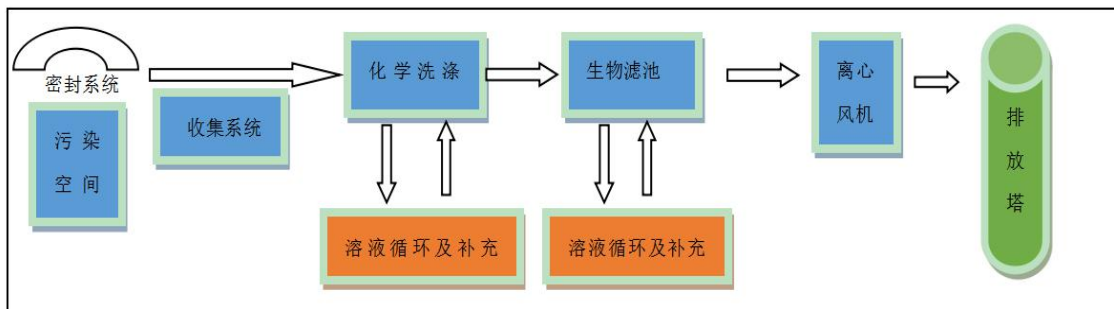 密封系统
污染
空间
收集系统
化学洗涤
溶液循环及补充
生物滤池
溶液循环及补充
离心
风机
排
放
塔